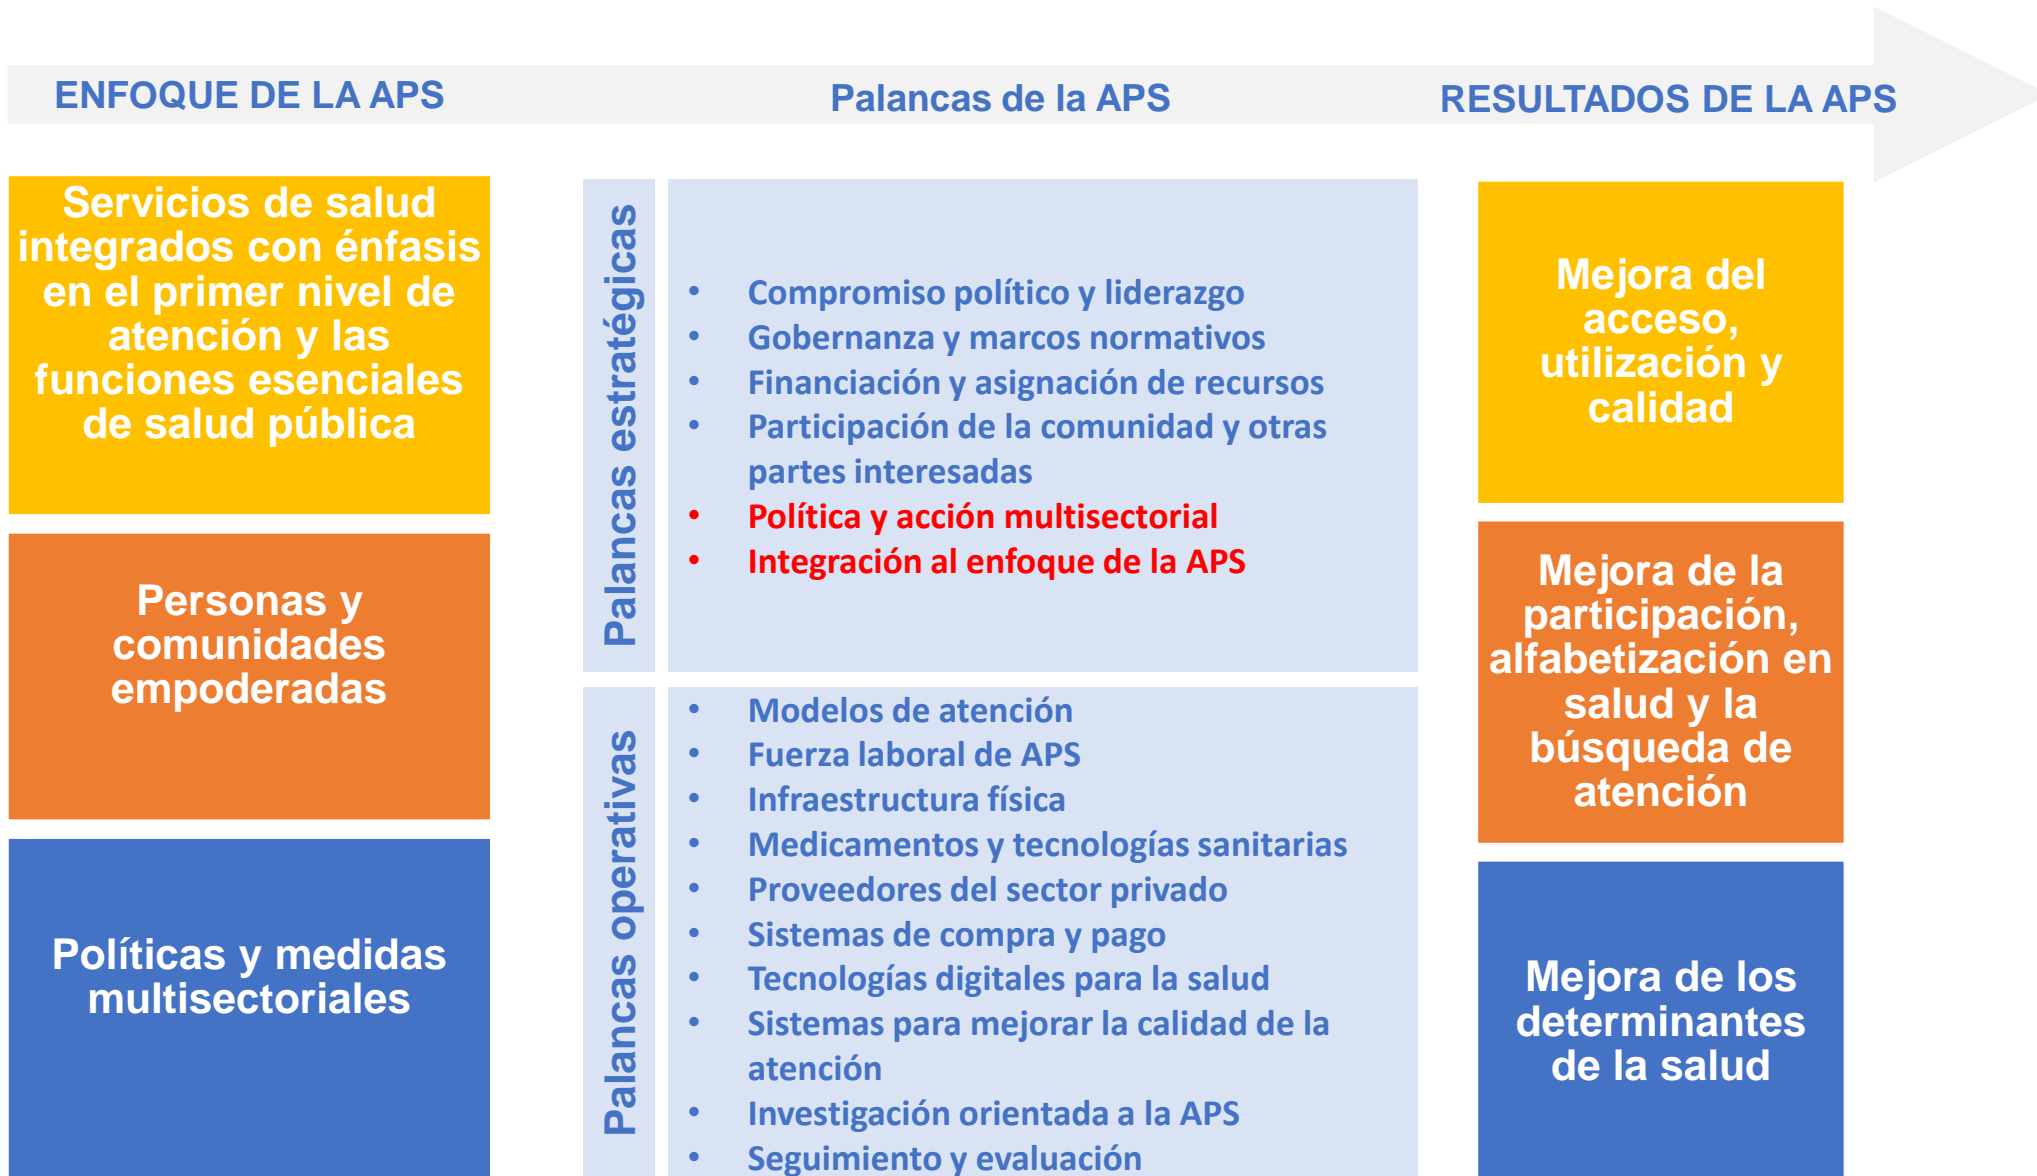 ENFOQUE DE LA APS
Palancas de la APS
RESULTADOS DE LA APS
Servicios de salud
integrados con énfasis
en el primer nivel de
atención y las
funciones esenciales
de salud pública
Personas y
comunidades
empoderadas
Políticas y medidas
multisectoriales
Palancas estratégicas
• Compromiso político y liderazgo
• Gobernanza y marcos normativos
• Financiación y asignación de recursos
• Participación de la comunidad y otras
partes interesadas
• Política y acción multisectorial
• Integración al enfoque de la APS
Palancas operativas
• Modelos de atención
• Fuerza laboral de APS
• Infraestructura física
• Medicamentos y tecnologías sanitarias
• Proveedores del sector privado
• Sistemas de compra y pago
• Tecnologías digitales para la salud
• Sistemas para mejorar la calidad de la
atención
• Investigación orientada a la APS
• Seguimiento y evaluación
Mejora del
acceso,
utilización y
calidad
Mejora de la
participación,
alfabetización en
salud y la
búsqueda de
atención
Mejora de los
determinantes
de la salud